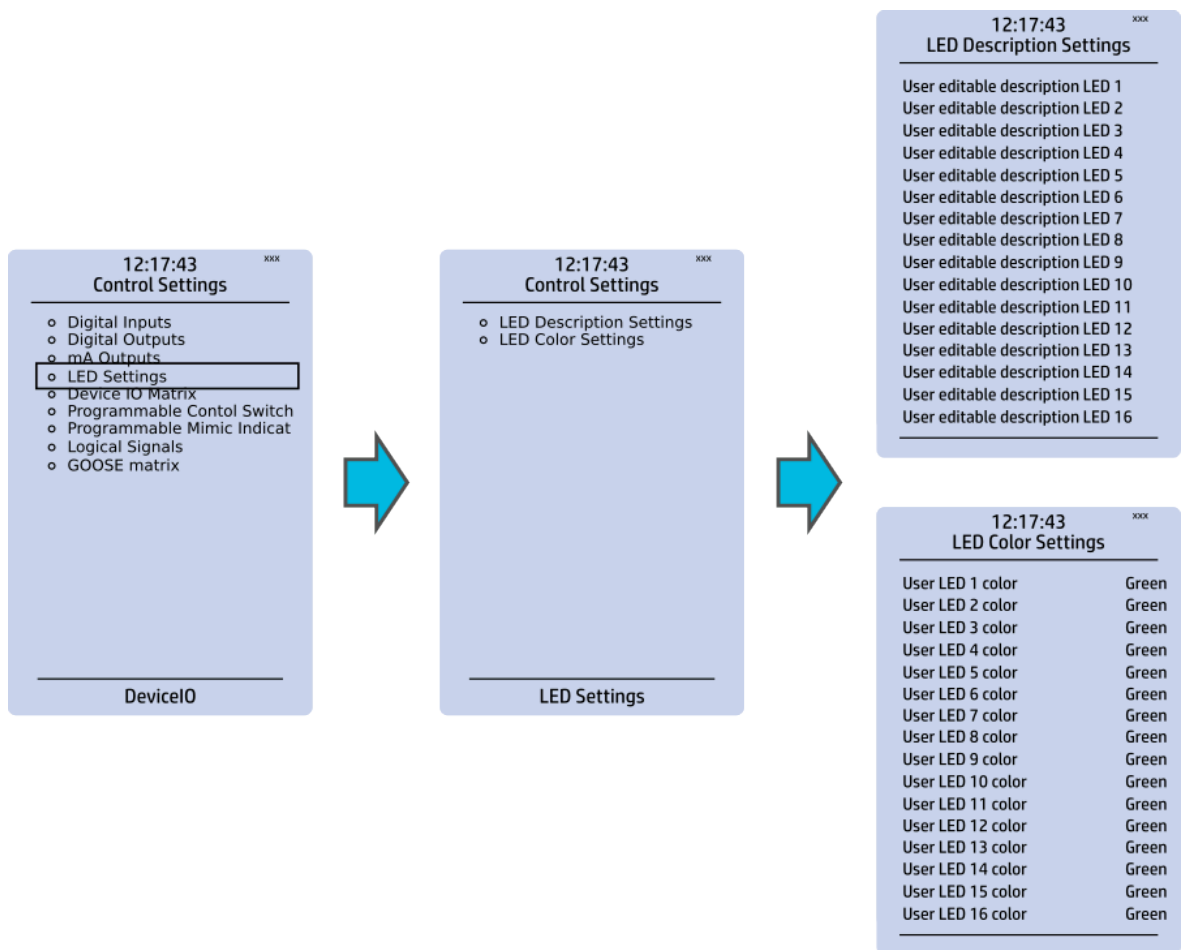 12:17:43 xxx
Control Settings
Digital Inputs
Digital Outputs
mA Outputs
LED Settings
Device IO Matrix
Programmable Contol Switch
Programmable Mimic Indicat
Logical Signals
GOOSE matrix
DeviceIO
12:17:43 xxx
Control Settings
LED Description Settings
LED Color Settings
LED Settings
12:17:43 xxx
LED Description Settings
User editable description LED 1
User editable description LED 2
User editable description LED 3
User editable description LED 4
User editable description LED 5
User editable description LED 6
User editable description LED 7
User editable description LED 8
User editable description LED 9
User editable description LED 10
User editable description LED 11
User editable description LED 12
User editable description LED 13
User editable description LED 14
User editable description LED 15
User editable description LED 16
12:17:43 xxx
LED Color Settings
User LED 1 color Green
User LED 2 color Green
User LED 3 color Green
User LED 4 color Green
User LED 5 color Green
User LED 6 color Green
User LED 7 color Green
User LED 8 color Green
User LED 9 color Green
User LED 10 color Green
User LED 11 color Green
User LED 12 color Green
User LED 13 color Green
User LED 14 color Green
User LED 15 color Green
User LED 16 color Green